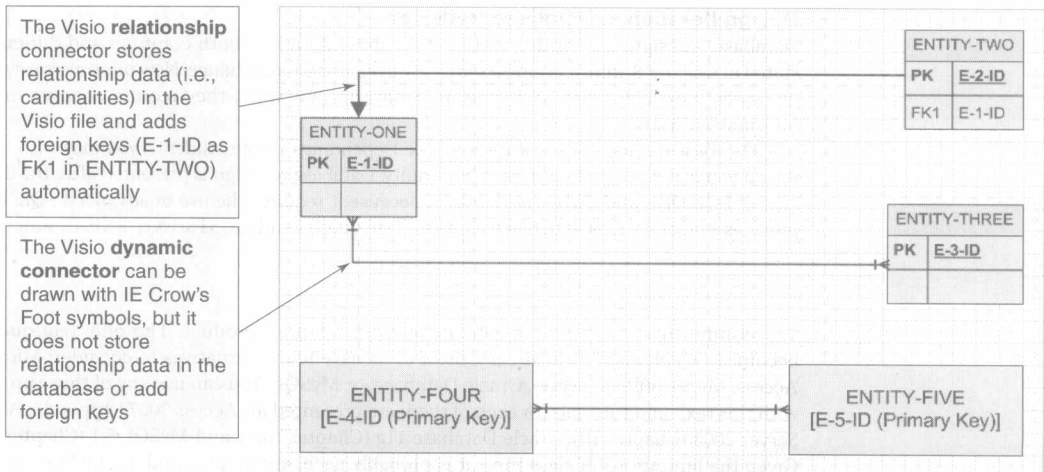 The Visio relationship
connector stores
relationship data (i.e.,
cardinalities) in the
Visio file and adds
foreign keys (E-1-ID as
FK1 in ENTITY-TWO)
automatically
The Visio dynamic
connector can be
drawn with IE Crow's
Foot symbols, but it
does not store
relationship data in the
database or add
foreign keys
ENTITY-TWO
PK E-2-ID
FK1 E-1-ID
ENTITY-ONE
PK E-1-ID
ENTITY-THREE
PK E-3-ID
ENTITY-FOUR
[E-4-ID (Primary Key)]
ENTITY-FIVE
[E-5-ID (Primary Key)]